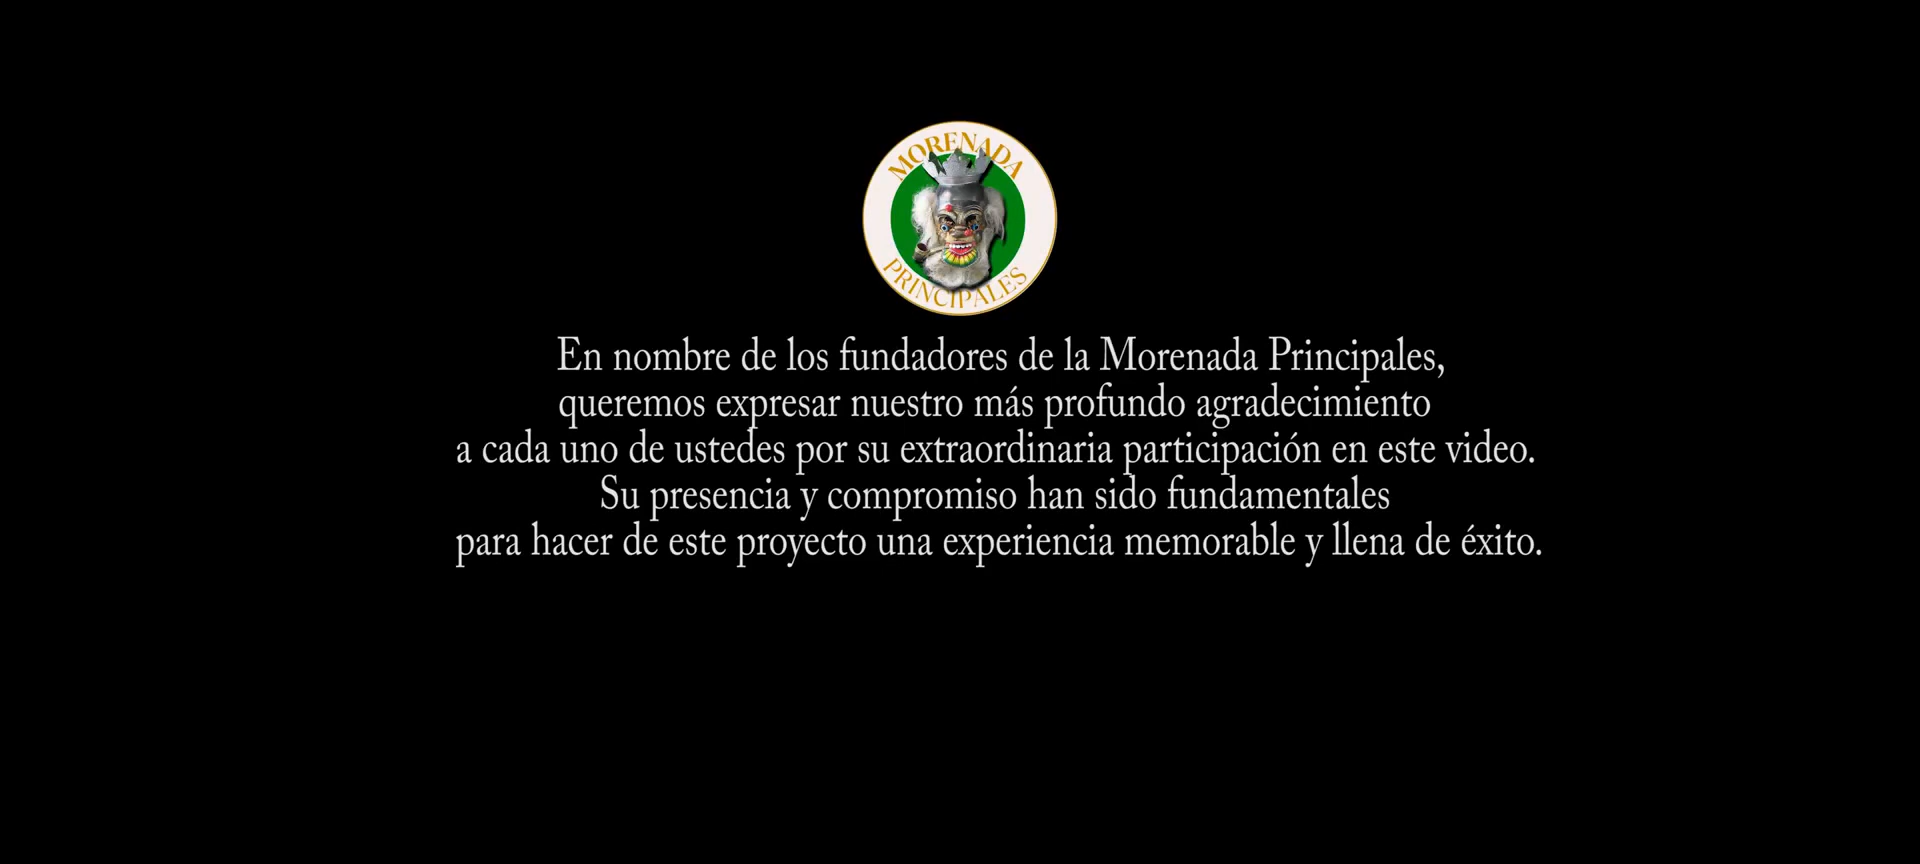 MORENADA
PRINCIPALES
En nombre de los fundadores de la Morenada Principales,
queremos expresar nuestro más profundo agradecimiento
a cada uno de ustedes por su extraordinaria participación en este video.
Su presencia y compromiso han sido fundamentales
para hacer de este proyecto una experiencia memorable y llena de éxito.